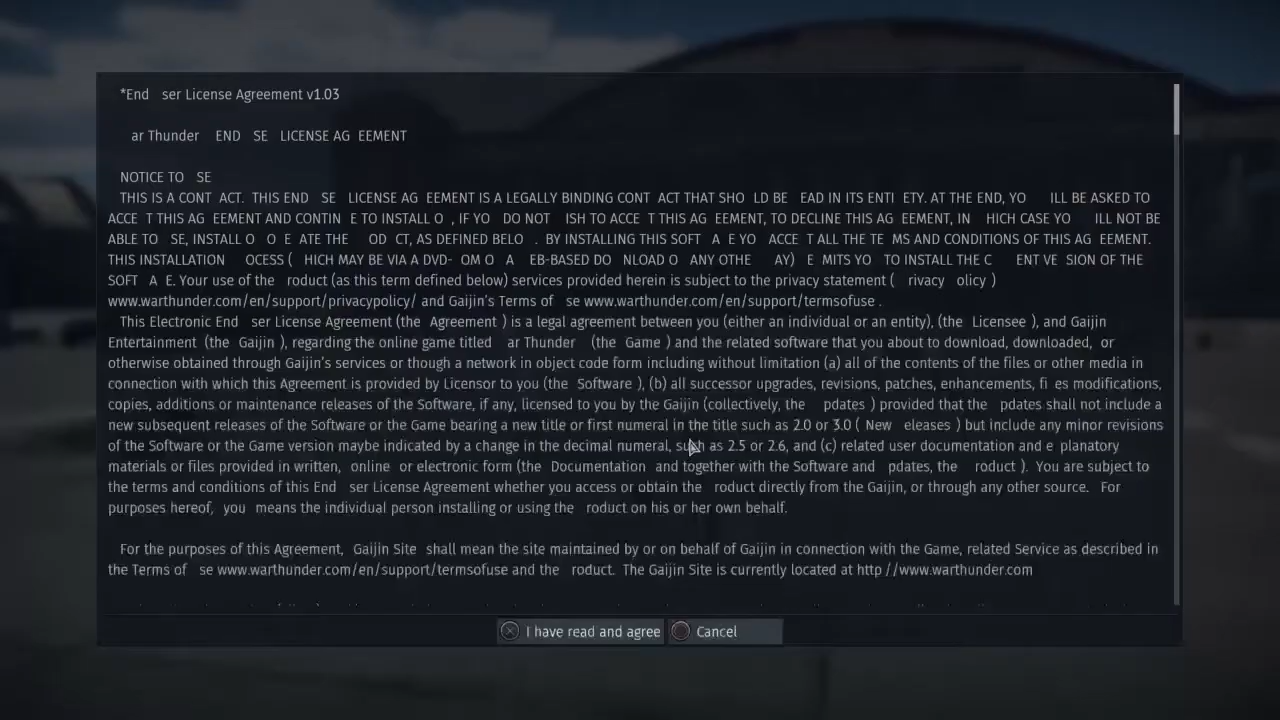 *End ser License Agreement v1.03
ar Thunder END SE LICENSE AG EEMENT
NOTICE TO SE
THIS IS A CONT ACT. THIS END SE LICENSE AG EEMENT IS A LEGALLY BINDING CONT ACT THAT SHO LD BE EAD IN ITS ENTI ETY. AT THE END, YO ILL BE ASKED TO
ACCE T THIS AG EEMENT AND CONTIN E TO INSTALL O , IF YO DO NOT ISH TO ACCE T THIS AG EEMENT, TO DECLINE THIS AG EEMENT, IN HICH CASE YO ILL NOT BE
ABLE TO SE, INSTALL O O E ATE THE OD CT, AS DEFINED BELO . BY INSTALLING THIS SOFT A E YO ACCE T ALL THE TE MS AND CONDITIONS OF THIS AG EEMENT.
THIS INSTALLATION OCESS ( HICH MAY BE VIA A DVD- OM O A EB-BASED DO NLOAD O ANY OTHE AY) E MITS YO TO INSTALL THE C ENT VE SION OF THE
SOFT A E. Your use of the roduct (as this term defined below) services provided herein is subject to the privacy statement ( rivacy olicy )
www.warthunder.com/en/support/privacypolicy/ and Gaijin's Terms of se www.warthunder.com/en/support/termsofuse .
This Electronic End ser License Agreement (the Agreement ) is a legal agreement between you (either an individual or an entity), (the Licensee ), and Gaijin
Entertainment (the Gaijin ), regarding the online game titled ar Thunder (the Game ) and the related software that you about to download, downloaded, or
otherwise obtained through Gaijin's services or though a network in object code form including without limitation (a) all of the contents of the files or other media in
connection with which this Agreement is provided by Licensor to you (the Software ), (b) all successor upgrades, revisions, patches, enhancements, fi es modifications,
copies, additions or maintenance releases of the Software, if any, licensed to you by the Gaijin (collectively, the pdates ) provided that the pdates shall not include a
new subsequent releases of the Software or the Game bearing a new title or first numeral in the title such as 2.0 or 3.0 ( New eleases ) but include any minor revisions
of the Software or the Game version maybe indicated by a change in the decimal numeral, such as 2.5 or 2.6, and (c) related user documentation and e planatory
materials or files provided in written, online or electronic form (the Documentation and together with the Software and pdates, the roduct ). You are subject to
the terms and conditions of this End ser License Agreement whether you access or obtain the roduct directly from the Gaijin, or through any other source. For
purposes hereof, you means the individual person installing or using the roduct on his or her own behalf.
For the purposes of this Agreement, Gaijin Site shall mean the site maintained by or on behalf of Gaijin in connection with the Game, related Service as described in
the Terms of se www.warthunder.com/en/support/termsofuse and the roduct. The Gaijin Site is currently located at http //www.warthunder.com
I have read and agree Cancel